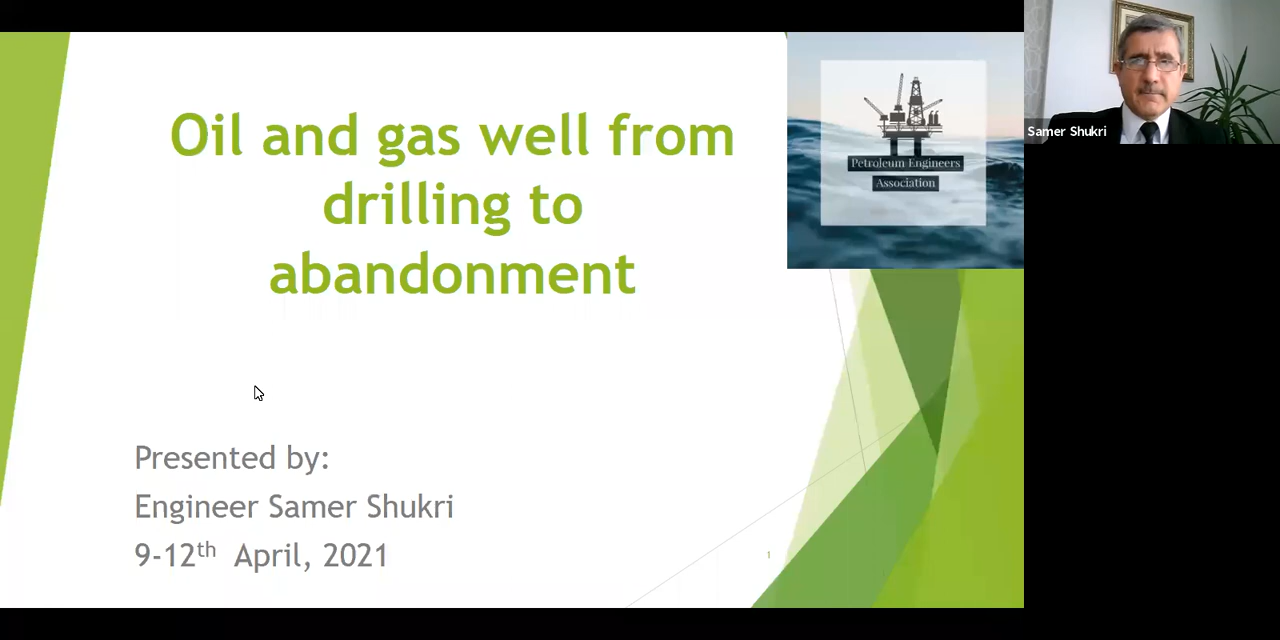 Oil and gas well from
drilling to
abandonment
Petroleum Engineers
Association
Samer Shukri
Presented by:
Engineer Samer Shukri
9-12th April, 2021
1